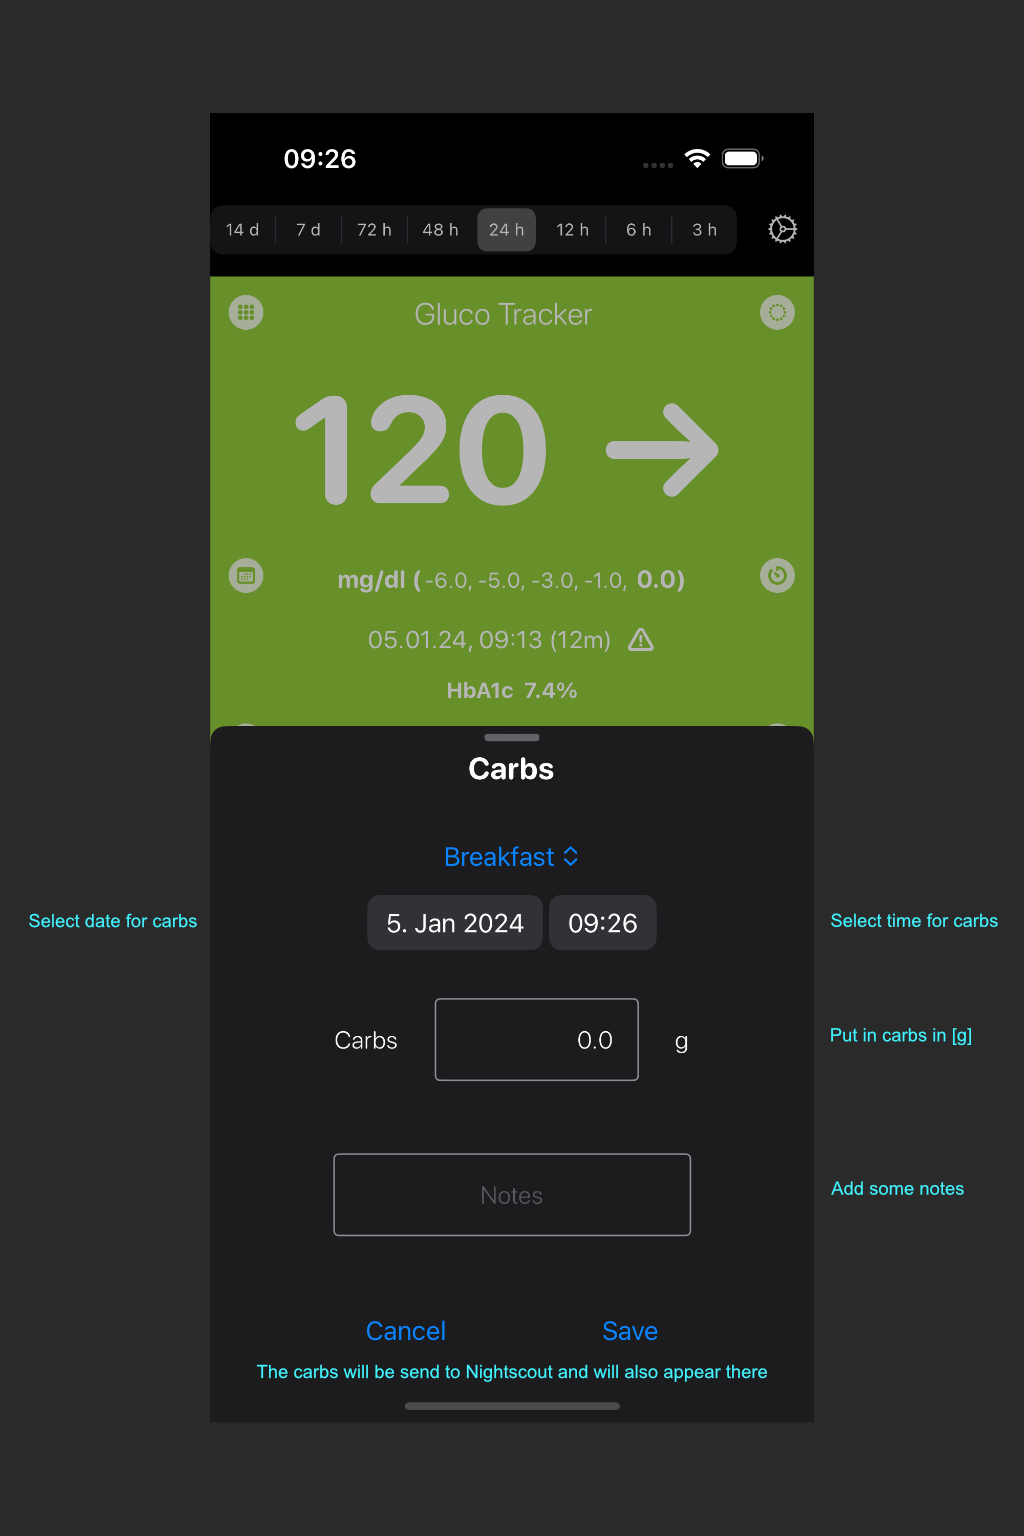 09:26
14 d 7 d 72 h 48 h 24 h 12 h 6 h 3 h
Gluco Tracker
120 →
mg/dl (-6.0, -5.0, -3.0, -1.0, 0.0)
05.01.24, 09:13 (12m)
HbA1c 7.4%
Carbs
Breakfast
Select date for carbs
5. Jan 2024 09:26
Select time for carbs
Carbs 0.0 g
Put in carbs in [g]
Notes
Add some notes
Cancel Save
The carbs will be send to Nightscout and will also appear there